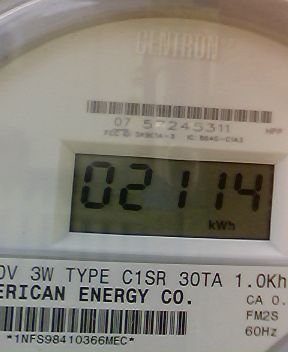 CENTRON
07 57245311
HPP
02114
kWh
0V 3W TYPE C1SR 30TA 1.0Kh
ERICAN ENERGY CO.
CA 0.
FM2S
60Hz
*1NFS98410366MEC*